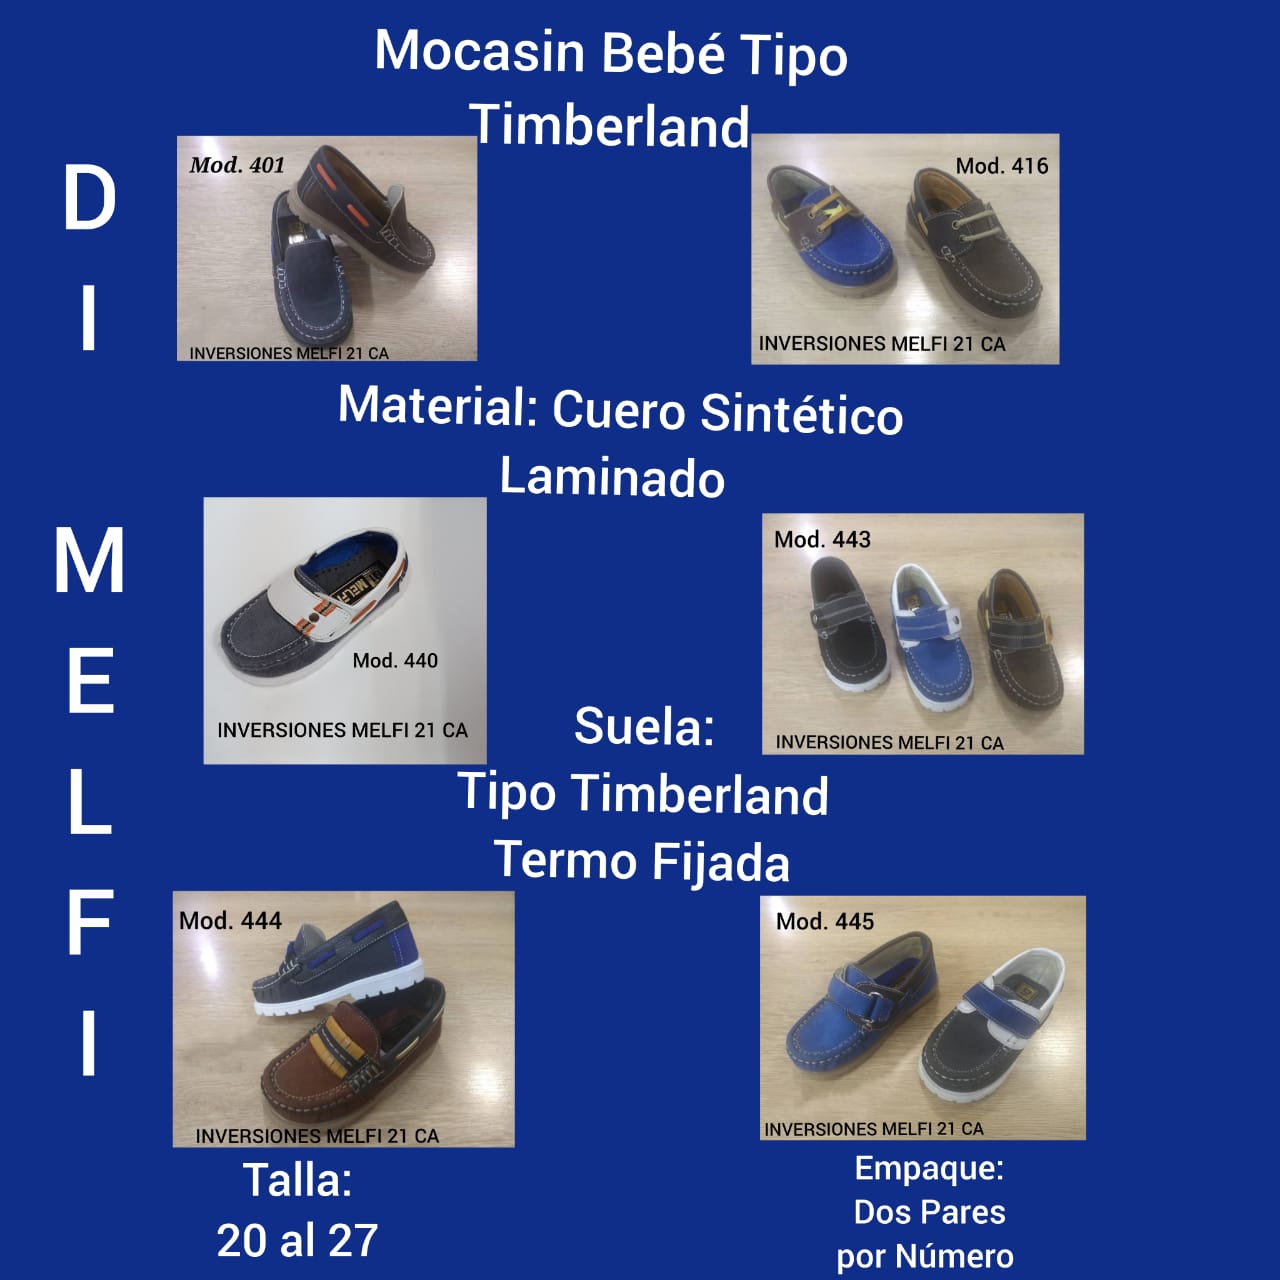 Mocasin Bebé Tipo
Timberland
D
I
M
E
L
F
I
Mod. 401
INVERSIONES MELFI 21 CA
Mod. 416
INVERSIONES MELFI 21 CA
Material: Cuero Sintético
Laminado
MELFI
Mod. 440
INVERSIONES MELFI 21 CA
Mod. 443
INVERSIONES MELFI 21 CA
Suela:
Tipo Timberland
Termo Fijada
Mod. 444
INVERSIONES MELFI 21 CA
Mod. 445
INVERSIONES MELFI 21 CA
Talla:
20 al 27
Empaque:
Dos Pares
por Número